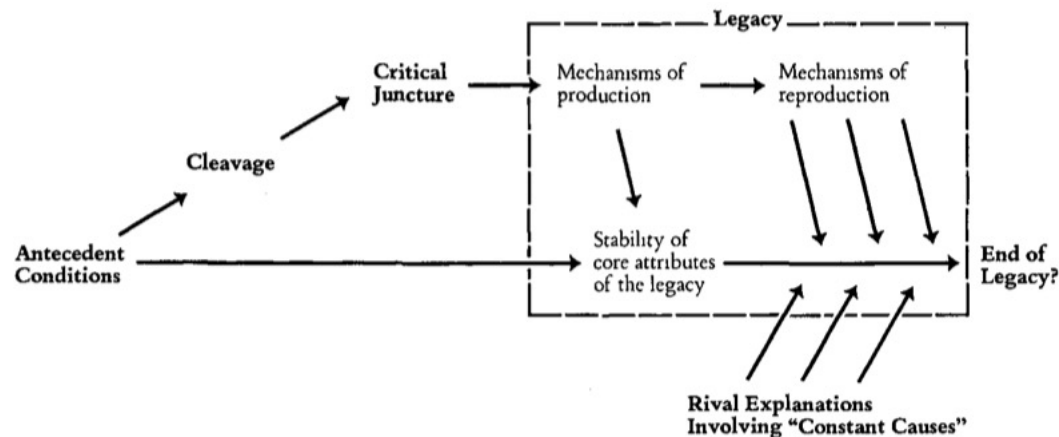 Legacy
Critical
Juncture
Mechanisms of
production
Mechanisms of
reproduction
Cleavage
Antecedent
Conditions
Stability of
core attributes
of the legacy
End of
Legacy?
Rival Explanations
Involving “Constant Causes”